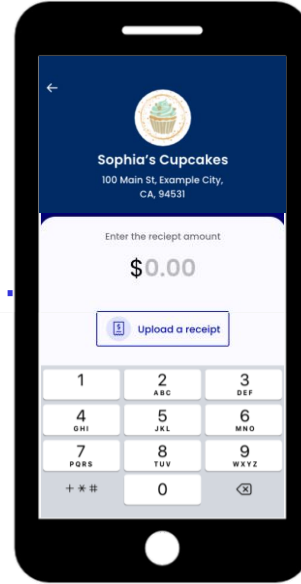 Sophia's Cupcakes
100 Main St, Example City,
CA, 94531
Enter the reciept amount
$0.00
$ Upload a receipt
1 2 3
ABC DEF
4 5 6
GHI JKL MNO
7 8 9
PQRS TUV WXYZ
+*# 0